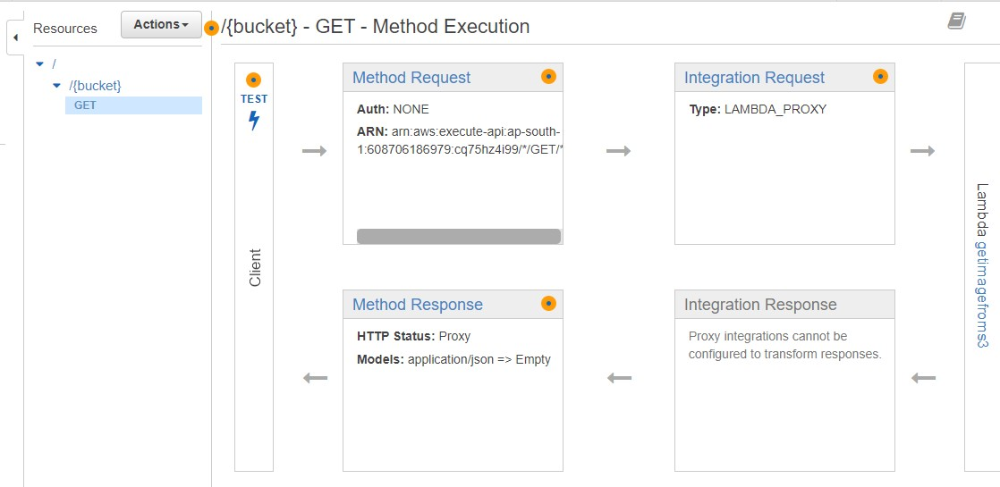 Resources
Actions
/{bucket} - GET - Method Execution
/
/{bucket}
GET
TEST
Client
Method Request
Auth: NONE
ARN: arn:aws:execute-api:ap-south-
1:608706186979:cq75hz4i99/*/GET/*
Integration Request
Type: LAMBDA_PROXY
Lambda getimagefroms3
Method Response
HTTP Status: Proxy
Models: application/json => Empty
Integration Response
Proxy integrations cannot be
configured to transform responses.